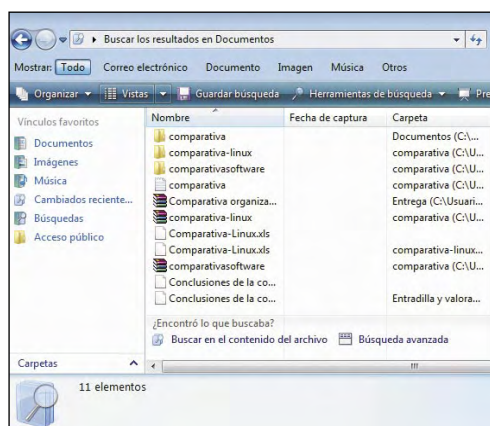 Buscar los resultados en Documentos
Mostrar: Todo Correo electrónico Documento Imagen Música Otros
Organizar Vistas Guardar búsqueda Herramientas de búsqueda Pre
Vínculos favoritos
Documentos
Imágenes
Música
Cambiados reciente...
Búsquedas
Acceso público
Nombre Fecha de captura Carpeta
comparativa Documentos (C:\...
comparativa-linux comparativa (C:\U...
comparativasoftware comparativa (C:\U...
comparativa comparativa (C:\U...
Comparativa organiza... Entrega (C:\Usuari...
comparativa-linux comparativa (C:\U...
Comparativa-Linux.xls
Comparativa-Linux.xls comparativa-linux...
comparativasoftware comparativa (C:\U...
Conclusiones de la co...
Conclusiones de la co... Entradilla y valora...
¿Encontró lo que buscaba?
Buscar en el contenido del archivo Búsqueda avanzada
Carpetas
11 elementos